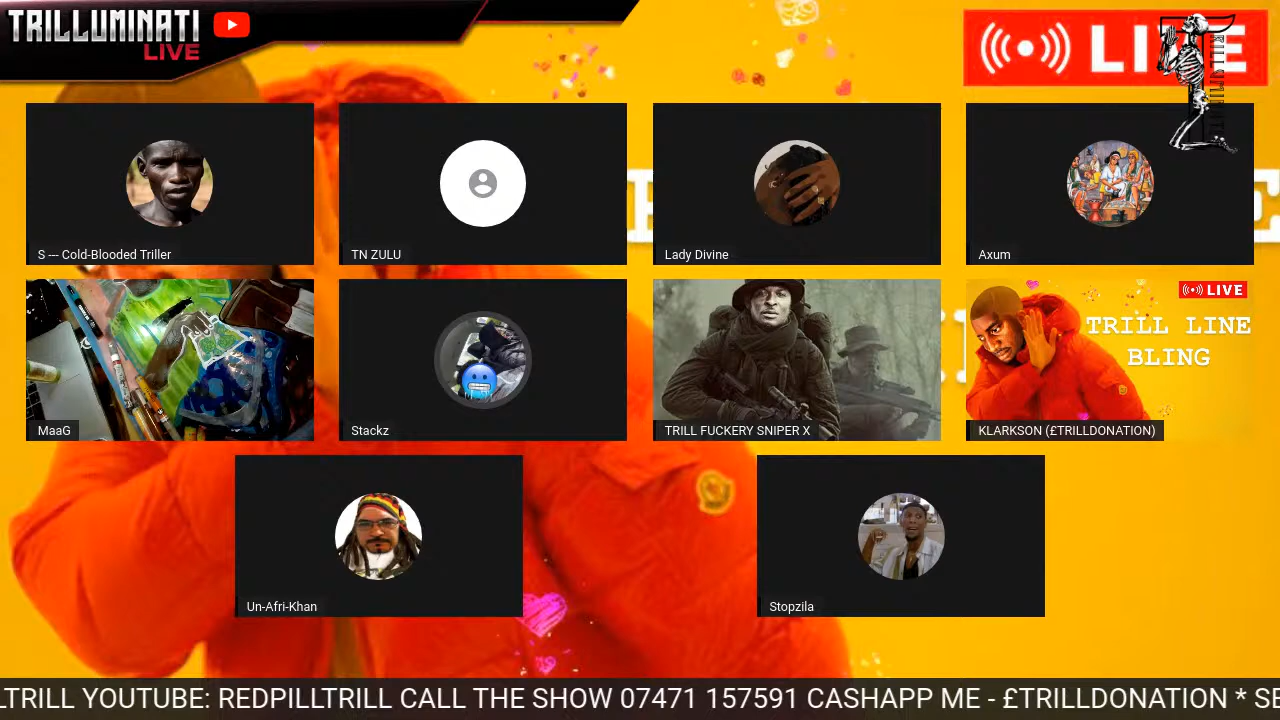 TRILLUMINATI
LIVE
LIVE
TRILLUMINATI
S --- Cold-Blooded Triller
TN ZULU
Lady Divine
Axum
MaaG
Stackz
TRILL FUCKERY SNIPER X
LIVE
TRILL LINE
BLING
KLARKSON (£TRILLDONATION)
Un-Afri-Khan
Stopzila
LTRILL YOUTUBE: REDPILLTRILL CALL THE SHOW 07471 157591 CASHAPP ME - £TRILLDONATION * SE